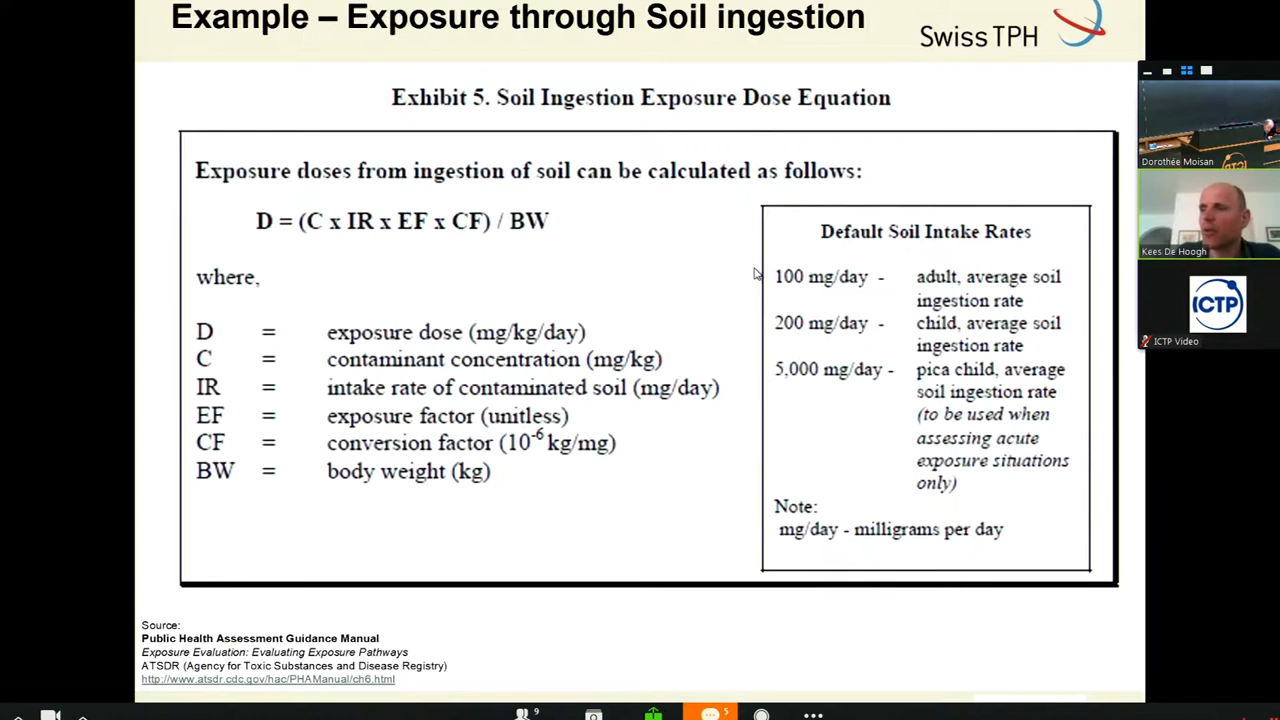 Example – Exposure through Soil ingestion
Swiss TPH
Exhibit 5. Soil Ingestion Exposure Dose Equation
Exposure doses from ingestion of soil can be calculated as follows:
D = (C x IR x EF x CF) / BW
where,
D = exposure dose (mg/kg/day)
C = contaminant concentration (mg/kg)
IR = intake rate of contaminated soil (mg/day)
EF = exposure factor (unitless)
CF = conversion factor (10⁻⁶ kg/mg)
BW = body weight (kg)
Default Soil Intake Rates
100 mg/day - adult, average soil
ingestion rate
200 mg/day - child, average soil
ingestion rate
5,000 mg/day - pica child, average
soil ingestion rate
(to be used when
assessing acute
exposure situations
only)
Note:
mg/day - milligrams per day
Source:
Public Health Assessment Guidance Manual
Exposure Evaluation: Evaluating Exposure Pathways
ATSDR (Agency for Toxic Substances and Disease Registry)
http://www.atsdr.cdc.gov/hac/PHAManual/ch6.html
ICTP
Dorothée Moisan
Kees De Hoogh
ICTP
ICTP Video
9
5